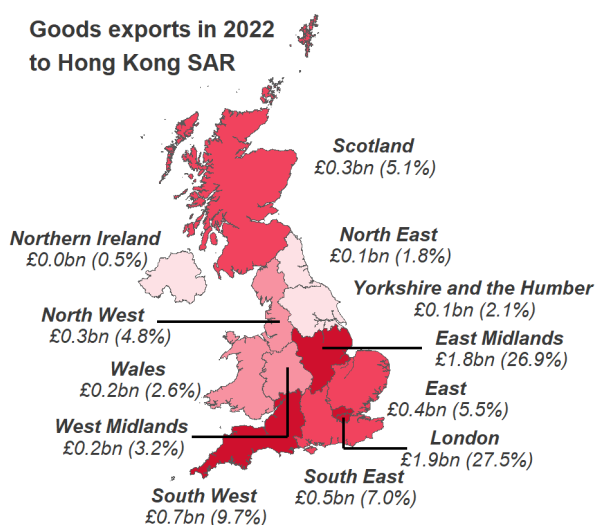 Goods exports in 2022
to Hong Kong SAR
Scotland
£0.3bn (5.1%)
Northern Ireland
£0.0bn (0.5%)
North East
£0.1bn (1.8%)
Yorkshire and the Humber
£0.1bn (2.1%)
North West
£0.3bn (4.8%)
East Midlands
£1.8bn (26.9%)
Wales
£0.2bn (2.6%)
East
£0.4bn (5.5%)
West Midlands
£0.2bn (3.2%)
London
£1.9bn (27.5%)
South East
£0.5bn (7.0%)
South West
£0.7bn (9.7%)